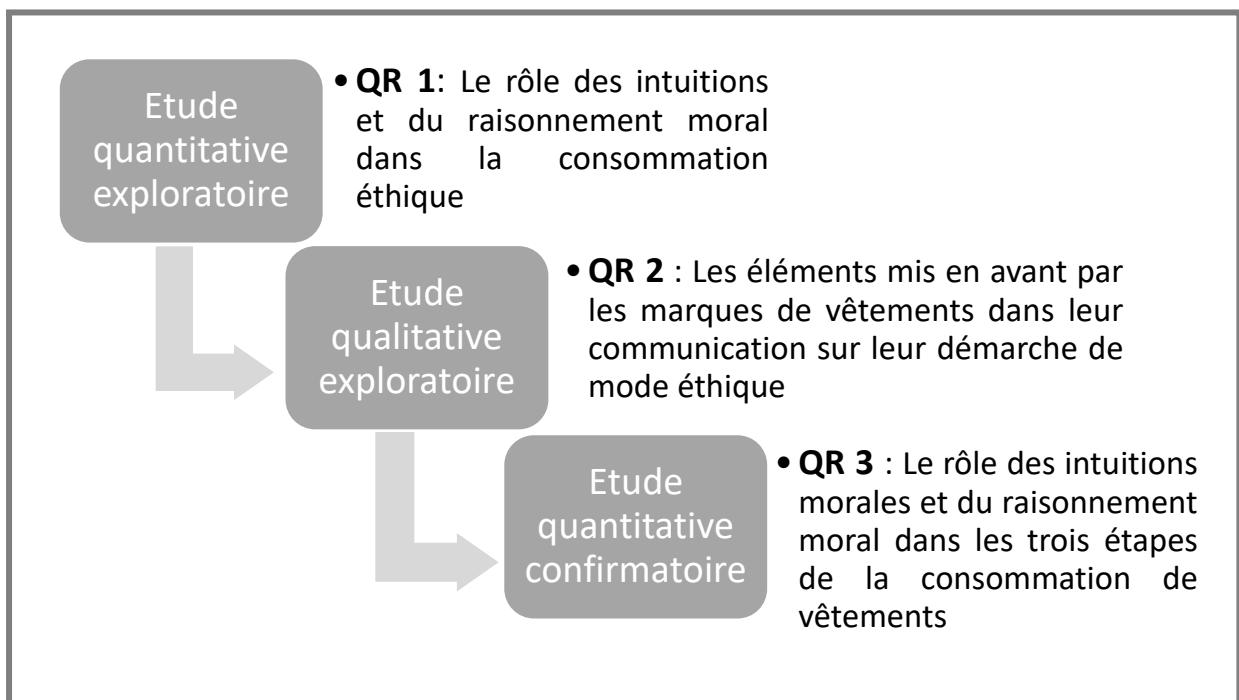 Etude
quantitative
exploratoire
• QR 1: Le rôle des intuitions
et du raisonnement moral
dans la consommation
éthique
Etude
qualitative
exploratoire
• QR 2 : Les éléments mis en avant par
les marques de vêtements dans leur
communication sur leur démarche de
mode éthique
Etude
quantitative
confirmatoire
• QR 3 : Le rôle des intuitions
morales et du raisonnement
moral dans les trois étapes
de la consommation de
vêtements